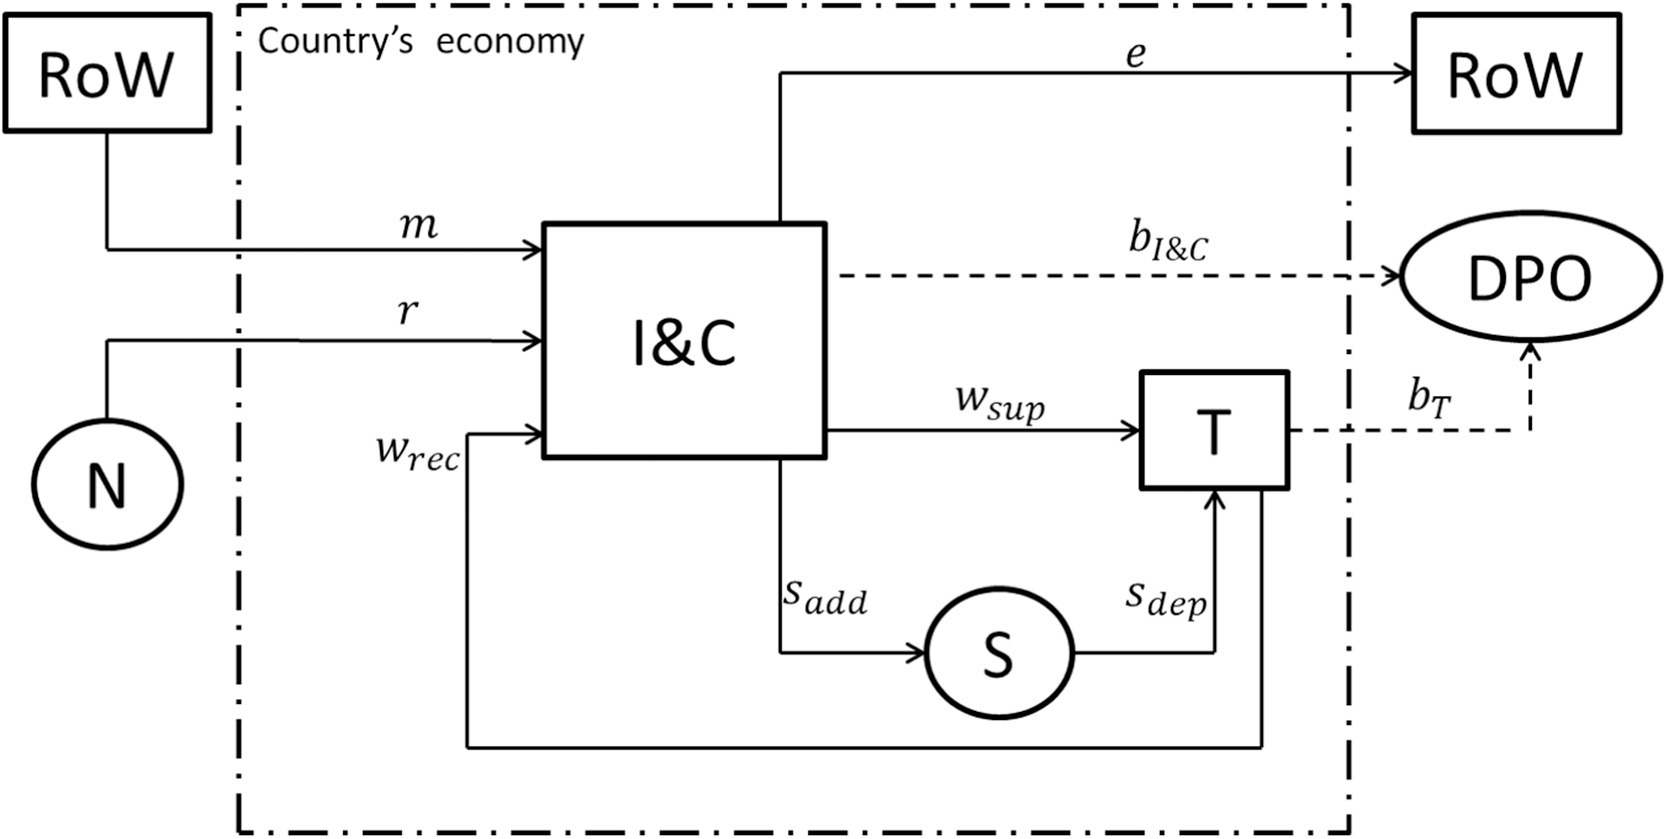 RoW
Country's economy
e
RoW
m
b_{I&C}
DPO
r
I&C
w_{sup}
T
b_T
w_{rec}
N
s_{add}
S
s_{dep}